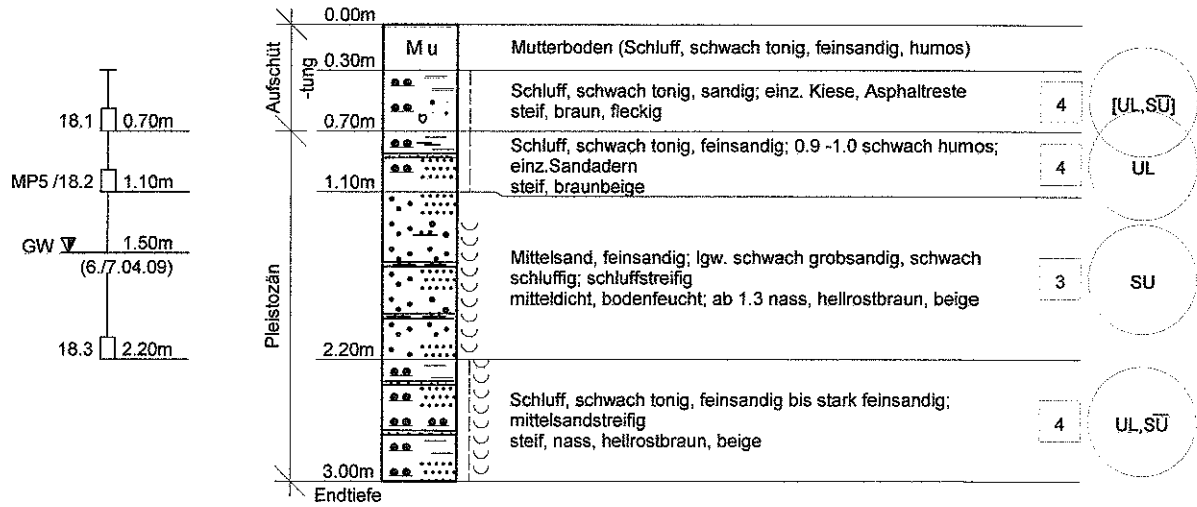 0.00m
Mu
Mutterboden (Schluff, schwach tonig, feinsandig, humos)
Aufschüt
-tung
0.30m
Schluff, schwach tonig, sandig; einz. Kiese, Asphaltreste
steif, braun, fleckig
4
[UL,SU̅]
18.1
0.70m
0.70m
Schluff, schwach tonig, feinsandig; 0.9 -1.0 schwach humos;
einz.Sandadern
steif, braunbeige
4
UL
MP5 /18.2
1.10m
1.10m
GW
1.50m
(6./7.04.09)
Mittelsand, feinsandig; lgw. schwach grobsandig, schwach
schluffig; schluffstreifig
mitteldicht, bodenfeucht; ab 1.3 nass, hellrostbraun, beige
3
SU
Pleistozän
18.3
2.20m
2.20m
Schluff, schwach tonig, feinsandig bis stark feinsandig;
mittelsandstreifig
steif, nass, hellrostbraun, beige
4
UL,SU̅
3.00m
Endtiefe